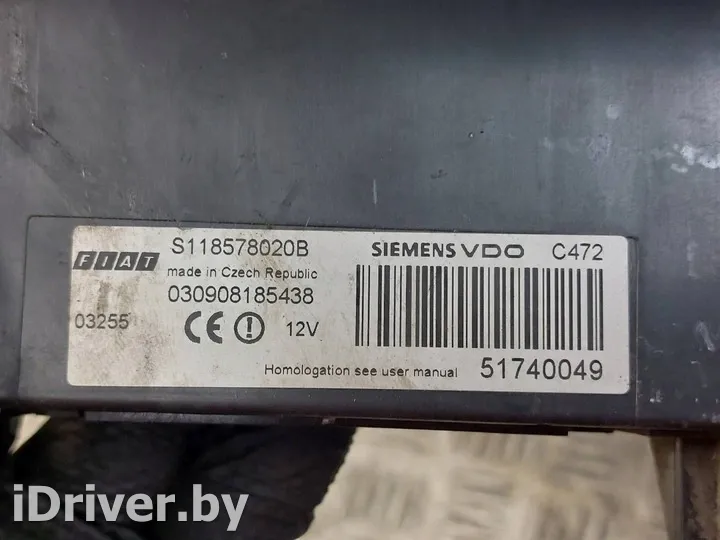 FIAT
S118578020B
SIEMENS VDO
C472
made in Czech Republic
030908185438
03255
CE
12V
Homologation see user manual
51740049
iDriver.by